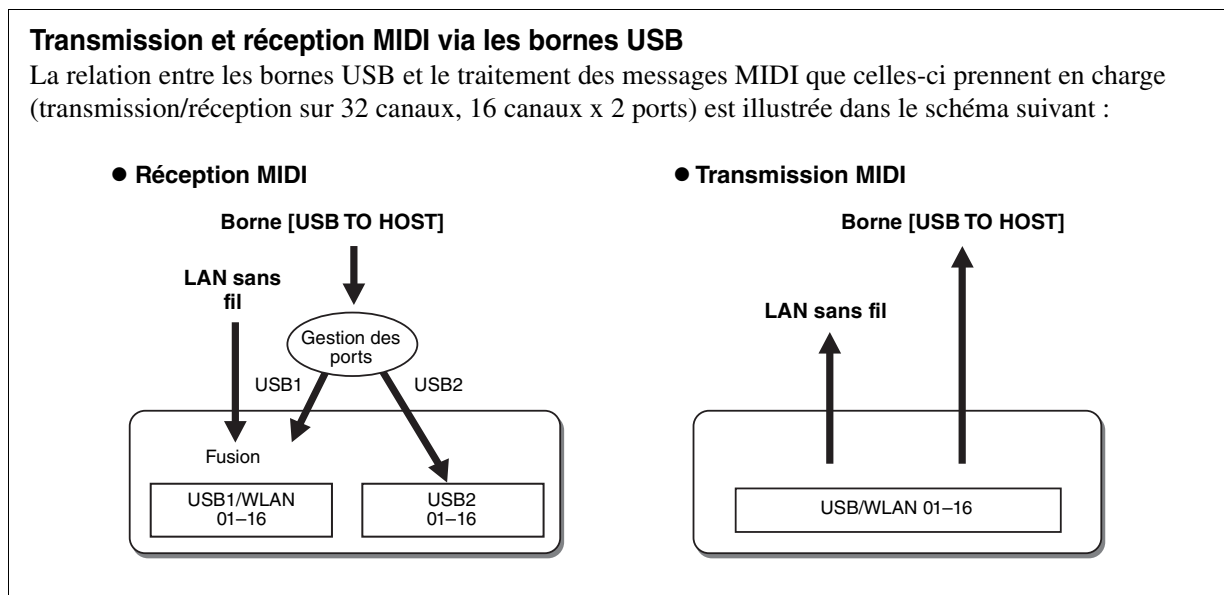 Transmission et réception MIDI via les bornes USB
La relation entre les bornes USB et le traitement des messages MIDI que celles-ci prennent en charge
(transmission/réception sur 32 canaux, 16 canaux x 2 ports) est illustrée dans le schéma suivant :
● Réception MIDI
Borne [USB TO HOST]
LAN sans
fil
Gestion des
ports
USB1
USB2
Fusion
USB1/WLAN
01–16
USB2
01–16
● Transmission MIDI
Borne [USB TO HOST]
LAN sans fil
USB/WLAN 01–16